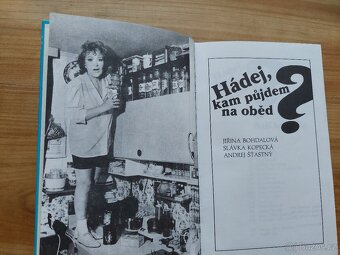 Hádej,
kam půjdem
na oběd
?
JIŘINA BOHDALOVÁ
SLÁVKA KOPECKÁ
ANDREJ ŠŤASTNÝ